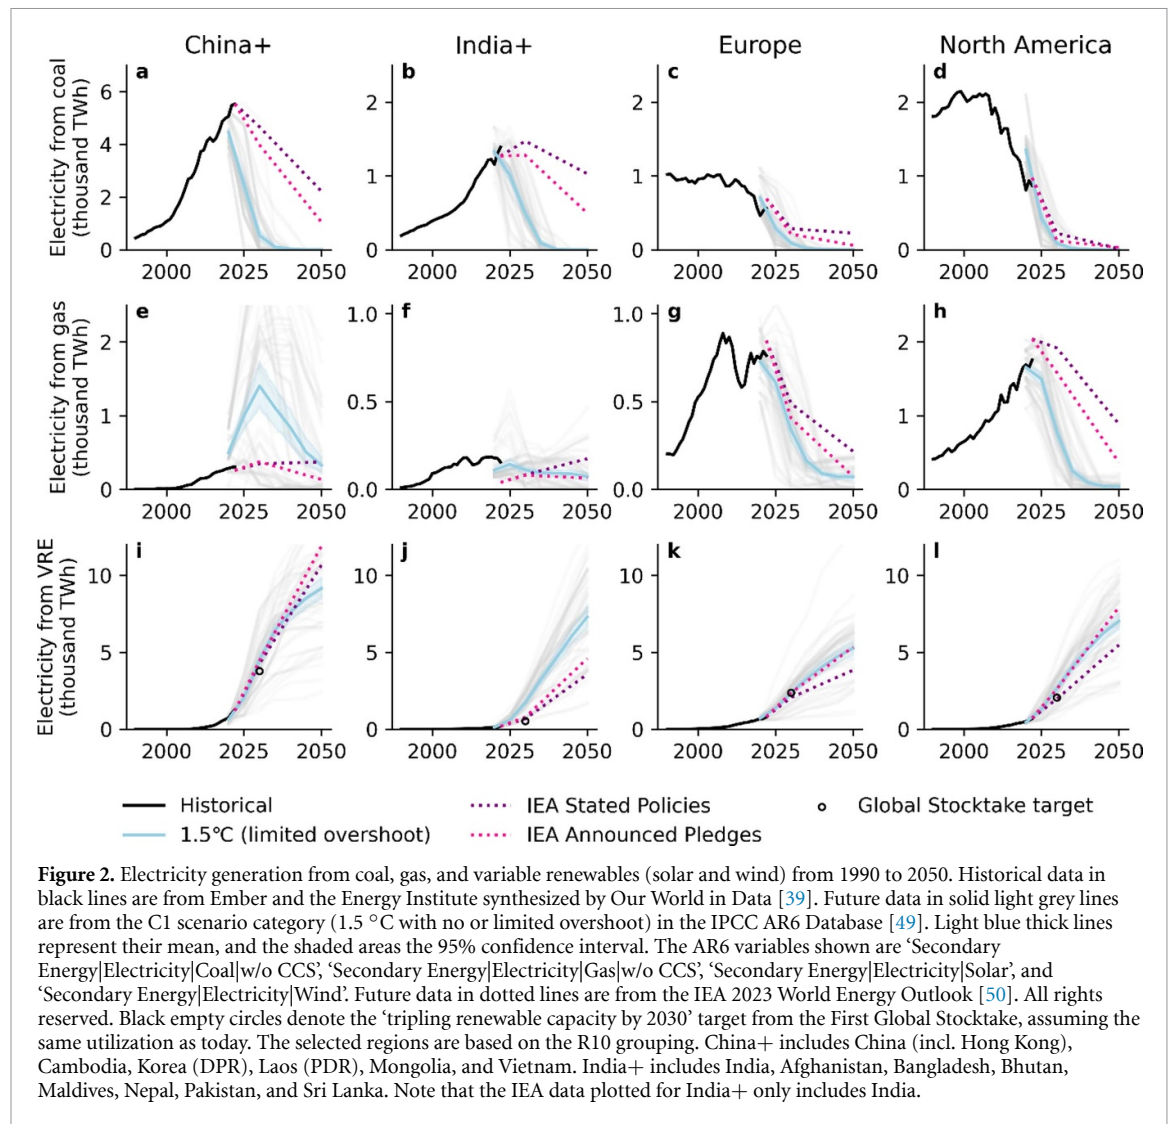 China+ India+ Europe North America
Electricity from coal
(thousand TWh)
a
6
4
2
0
2000 2025 2050
b
2
1
0
2000 2025 2050
c
2
1
0
2000 2025 2050
d
2
1
0
2000 2025 2050
Electricity from gas
(thousand TWh)
e
2
1
0
2000 2025 2050
f
1.0
0.5
0.0
2000 2025 2050
g
1.0
0.5
0.0
2000 2025 2050
h
2
1
0
2000 2025 2050
Electricity from VRE
(thousand TWh)
i
10
5
0
2000 2025 2050
j
10
5
0
2000 2025 2050
k
10
5
0
2000 2025 2050
l
10
5
0
2000 2025 2050
Historical
1.5℃ (limited overshoot)
IEA Stated Policies
IEA Announced Pledges
Global Stocktake target
Figure 2. Electricity generation from coal, gas, and variable renewables (solar and wind) from 1990 to 2050. Historical data in
black lines are from Ember and the Energy Institute synthesized by Our World in Data [39]. Future data in solid light grey lines
are from the C1 scenario category (1.5 °C with no or limited overshoot) in the IPCC AR6 Database [49]. Light blue thick lines
represent their mean, and the shaded areas the 95% confidence interval. The AR6 variables shown are ‘Secondary
Energy|Electricity|Coal|w/o CCS’, ‘Secondary Energy|Electricity|Gas|w/o CCS’, ‘Secondary Energy|Electricity|Solar’, and
‘Secondary Energy|Electricity|Wind’. Future data in dotted lines are from the IEA 2023 World Energy Outlook [50]. All rights
reserved. Black empty circles denote the ‘tripling renewable capacity by 2030’ target from the First Global Stocktake, assuming the
same utilization as today. The selected regions are based on the R10 grouping. China+ includes China (incl. Hong Kong),
Cambodia, Korea (DPR), Laos (PDR), Mongolia, and Vietnam. India+ includes India, Afghanistan, Bangladesh, Bhutan,
Maldives, Nepal, Pakistan, and Sri Lanka. Note that the IEA data plotted for India+ only includes India.